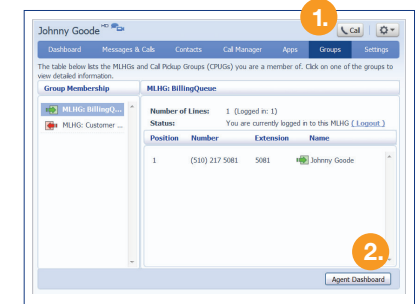 1.
Johnny Goode
Call
Dashboard Messages & Calls Contacts Call Manager Apps Groups Settings
The table below lists the MLHGs and Call Pickup Groups (CPUGs) you are a member of. Click on one of the groups to
view detailed information.
Group Membership
MLHG: BillingQ...
MLHG: Customer ...
MLHG: BillingQueue
Number of Lines: 1 (Logged in: 1)
Status: You are currently logged in to this MLHG ( Logout )
Position Number Extension Name
1 (510) 217 5081 5081 Johnny Goode
2.
Agent Dashboard